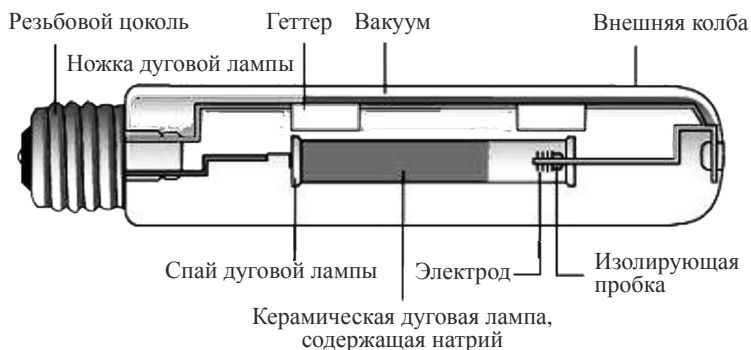 Резьбовой цоколь
Геттер
Вакуум
Внешняя колба
Ножка дуговой лампы
Спай дуговой лампы
Электрод
Изолирующая
пробка
Керамическая дуговая лампа,
содержащая натрий